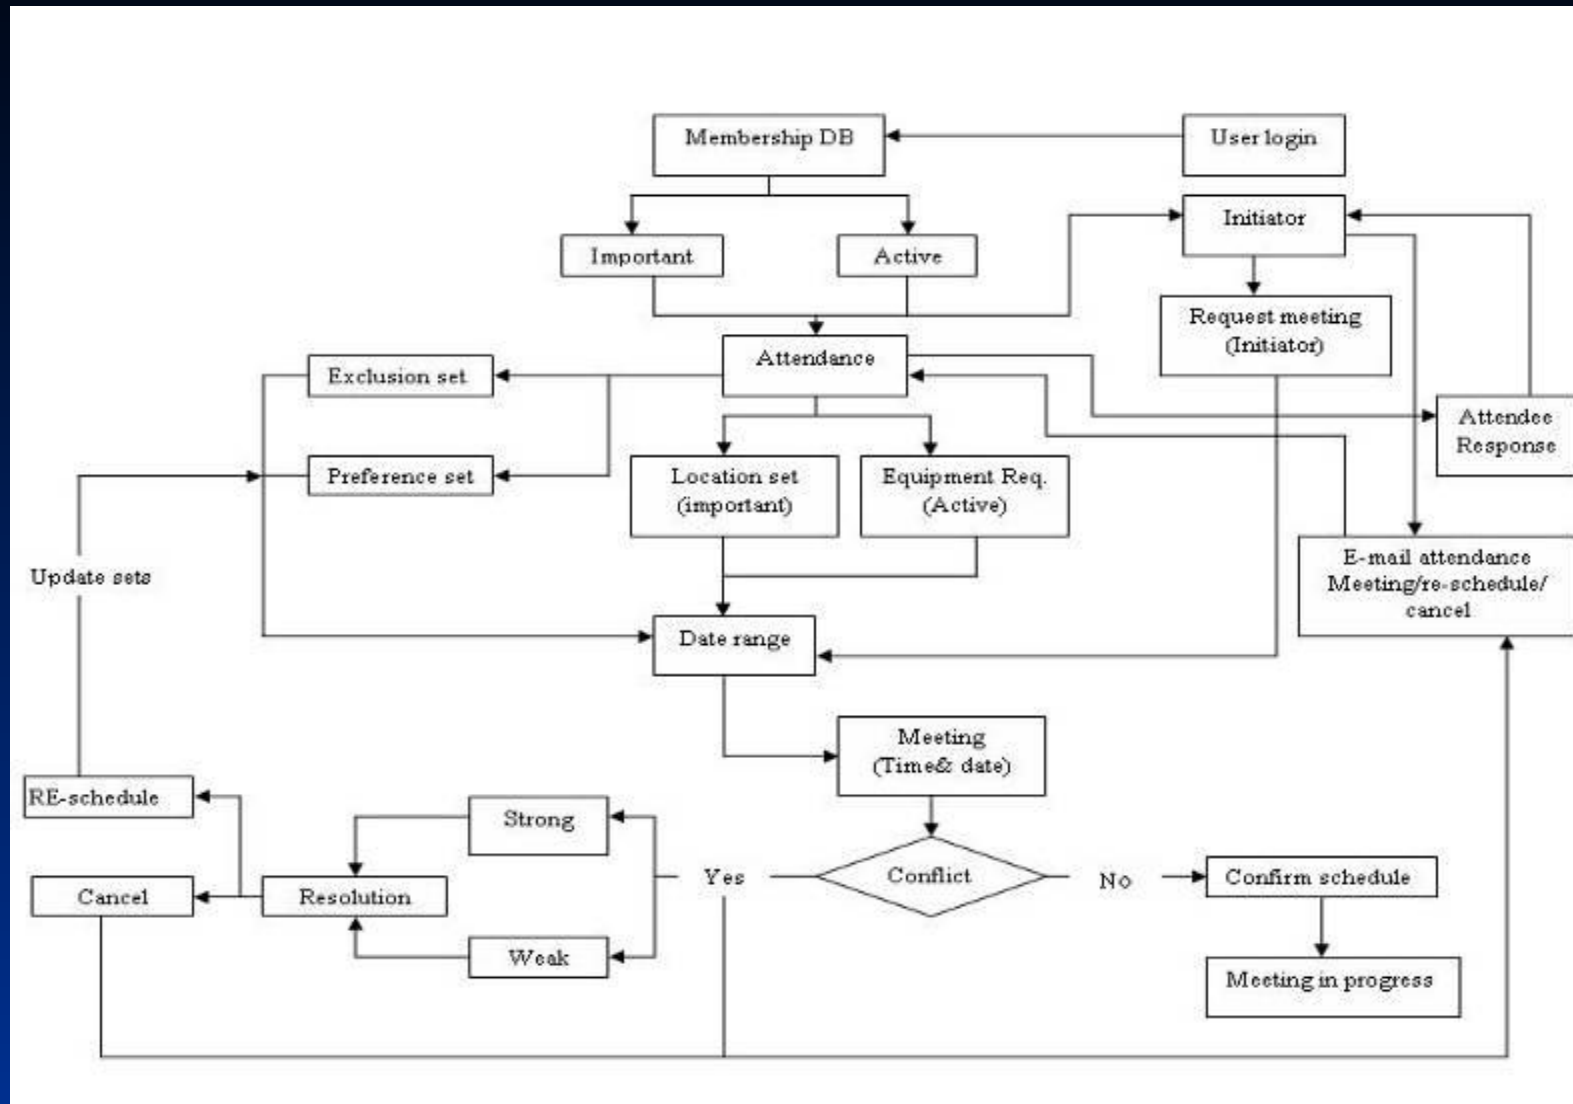 Membership DB
User login
Initiator
Important
Active
Request meeting
(Initiator)
Attendance
Exclusion set
Attendee
Response
Preference set
Location set
(important)
Equipment Req.
(Active)
E-mail attendance
Meeting/re-schedule/
cancel
Update sets
Date range
Meeting
(Time& date)
RE-schedule
Strong
Conflict
Yes
No
Confirm schedule
Cancel
Resolution
Weak
Meeting in progress